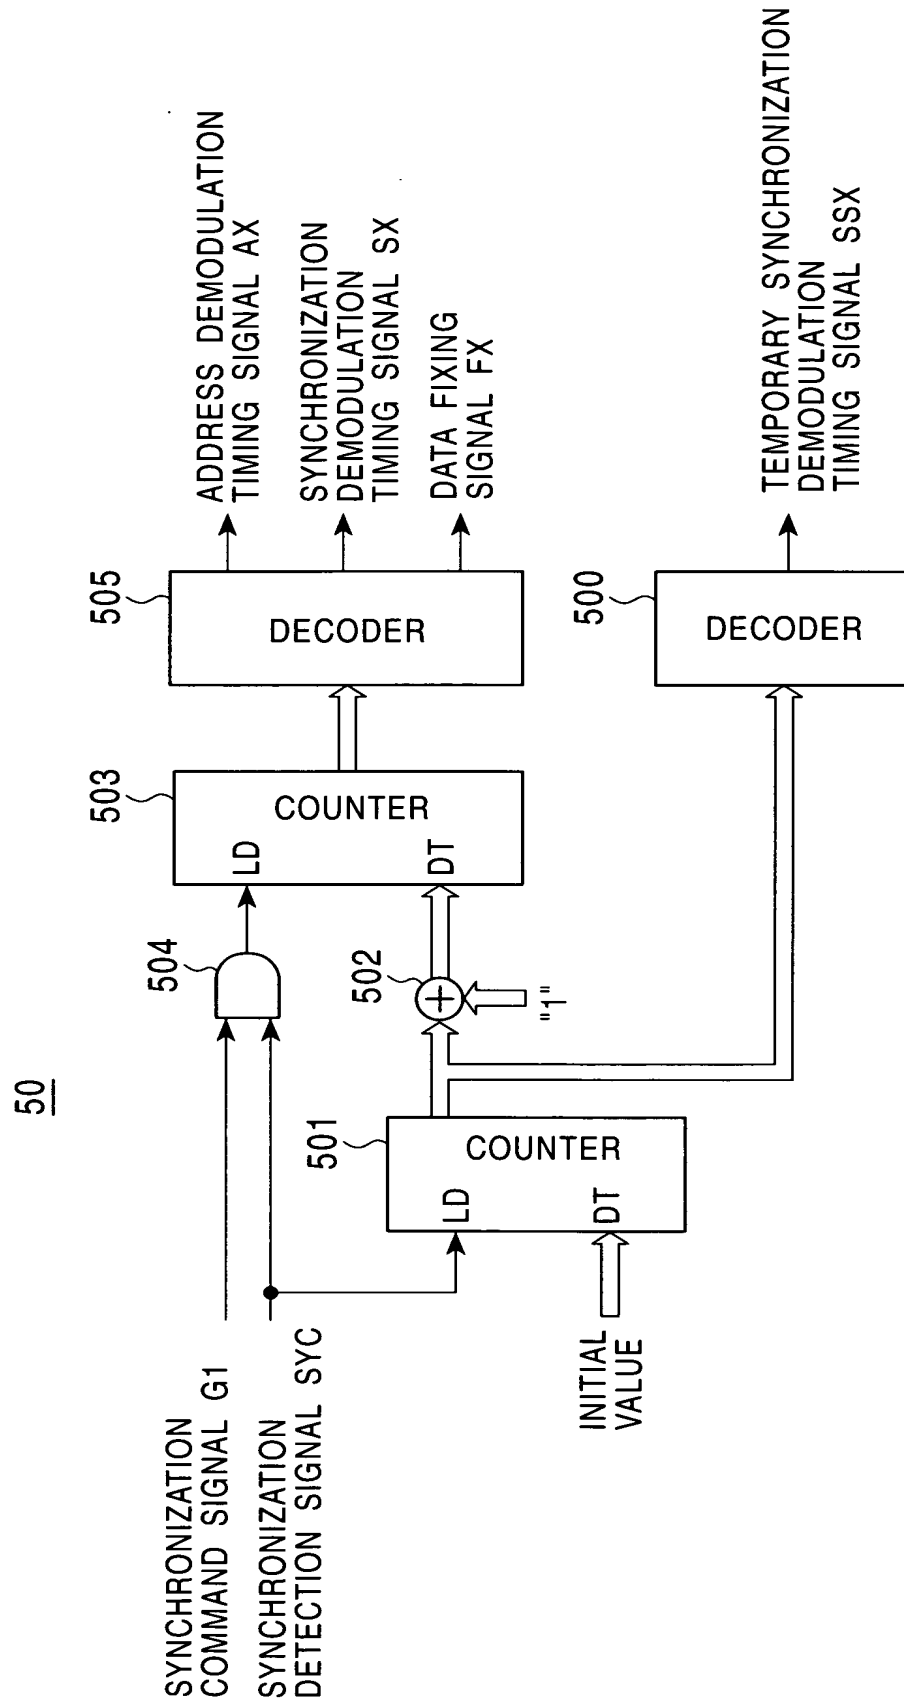 50
SYNCHRONIZATION
COMMAND SIGNAL G1
SYNCHRONIZATION
DETECTION SIGNAL SYC
INITIAL
VALUE
501
COUNTER
LD
DT
504
502
"1"
503
COUNTER
LD
DT
505
DECODER
ADDRESS DEMODULATION
TIMING SIGNAL AX
SYNCHRONIZATION
DEMODULATION
TIMING SIGNAL SX
DATA FIXING
SIGNAL FX
500
DECODER
TEMPORARY SYNCHRONIZATION
DEMODULATION
TIMING SIGNAL SSX